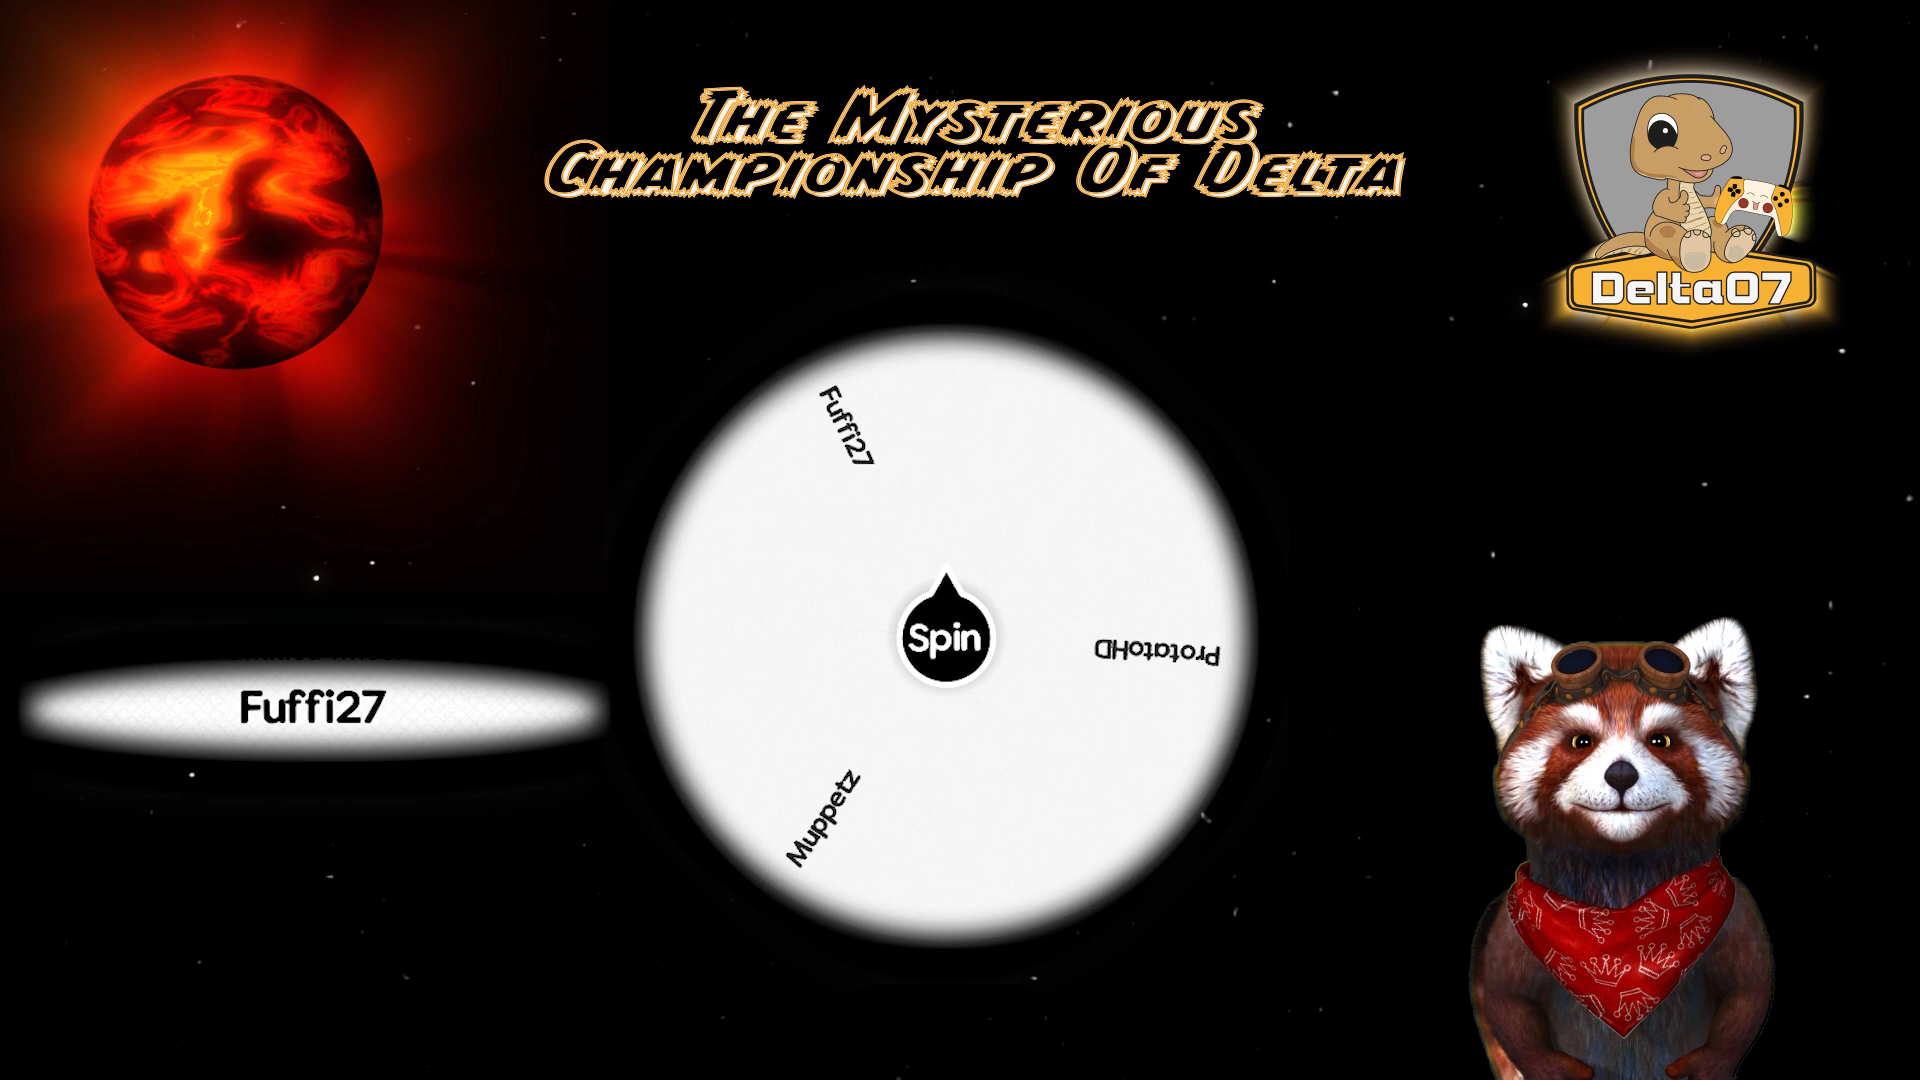 The Mysterious
Championship Of Delta
Delta07
Fuffi27
Spin
ProtatoHD
Fuffi27
Muppetz